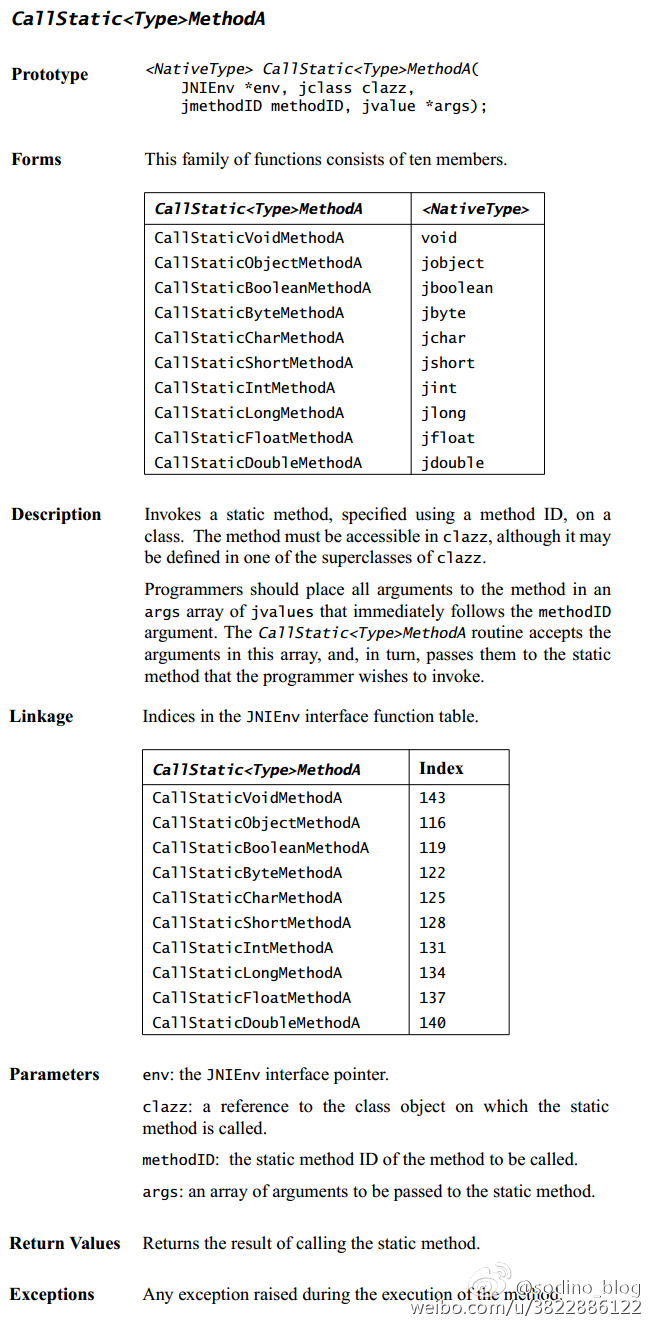 CallStatic<Type>MethodA
Prototype
<NativeType> CallStatic<Type>MethodA(
JNIEnv *env, jclass clazz,
jmethodID methodID, jvalue *args);
Forms
This family of functions consists of ten members.
CallStatic<Type>MethodA <NativeType>
CallStaticVoidMethodA void
CallStaticObjectMethodA jobject
CallStaticBooleanMethodA jboolean
CallStaticByteMethodA jbyte
CallStaticCharMethodA jchar
CallStaticShortMethodA jshort
CallStaticIntMethodA jint
CallStaticLongMethodA jlong
CallStaticFloatMethodA jfloat
CallStaticDoubleMethodA jdouble
Description
Invokes a static method, specified using a method ID, on a
class. The method must be accessible in clazz, although it may
be defined in one of the superclasses of clazz.
Programmers should place all arguments to the method in an
args array of jvalues that immediately follows the methodID
argument. The CallStatic<Type>MethodA routine accepts the
arguments in this array, and, in turn, passes them to the static
method that the programmer wishes to invoke.
Linkage
Indices in the JNIEnv interface function table.
CallStatic<Type>MethodA Index
CallStaticVoidMethodA 143
CallStaticObjectMethodA 116
CallStaticBooleanMethodA 119
CallStaticByteMethodA 122
CallStaticCharMethodA 125
CallStaticShortMethodA 128
CallStaticIntMethodA 131
CallStaticLongMethodA 134
CallStaticFloatMethodA 137
CallStaticDoubleMethodA 140
Parameters
env: the JNIEnv interface pointer.
clazz: a reference to the class object on which the static
method is called.
methodID: the static method ID of the method to be called.
args: an array of arguments to be passed to the static method.
Return Values
Returns the result of calling the static method.
Exceptions
Any exception raised during the execution of the method.
@sodino_blog
weibo.com/u/3822886122